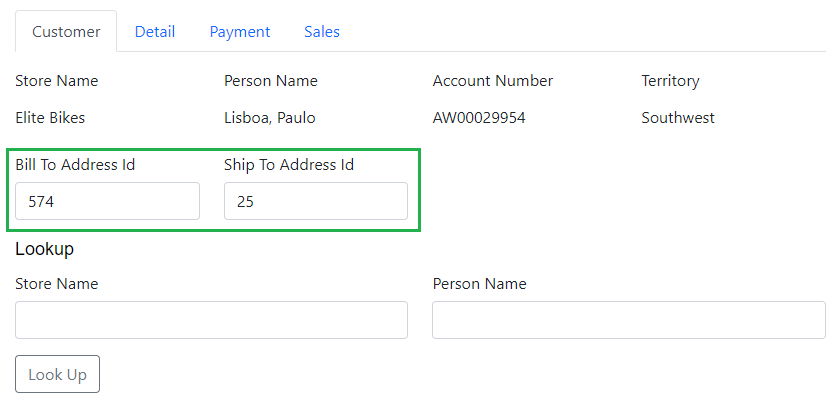 Customer Detail Payment Sales
Store Name Person Name Account Number Territory
Elite Bikes Lisboa, Paulo AW00029954 Southwest
Bill To Address Id Ship To Address Id
574 25
Lookup
Store Name Person Name
Look Up